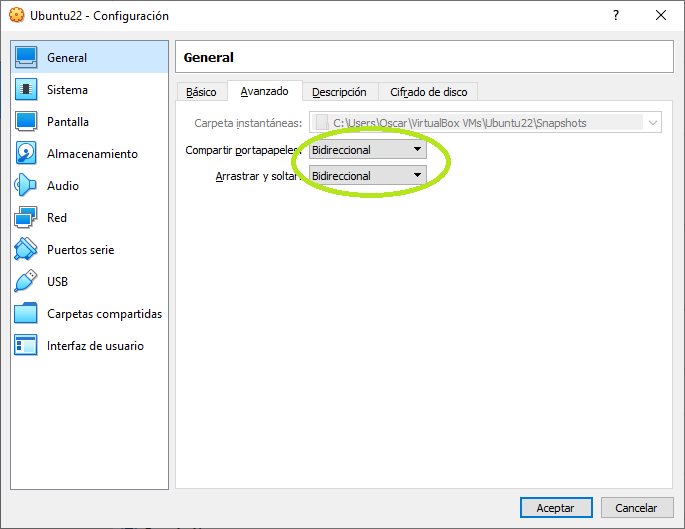 Ubuntu22 - Configuración
?
General
Sistema
Pantalla
Almacenamiento
Audio
Red
Puertos serie
USB
Carpetas compartidas
Interfaz de usuario
General
Básico Avanzado Descripción Cifrado de disco
Carpeta instantáneas: C:\Users\Oscar\VirtualBox VMs\Ubuntu22\Snapshots
Compartir portapapeles: Bidireccional
Arrastrar y soltar: Bidireccional
Aceptar Cancelar